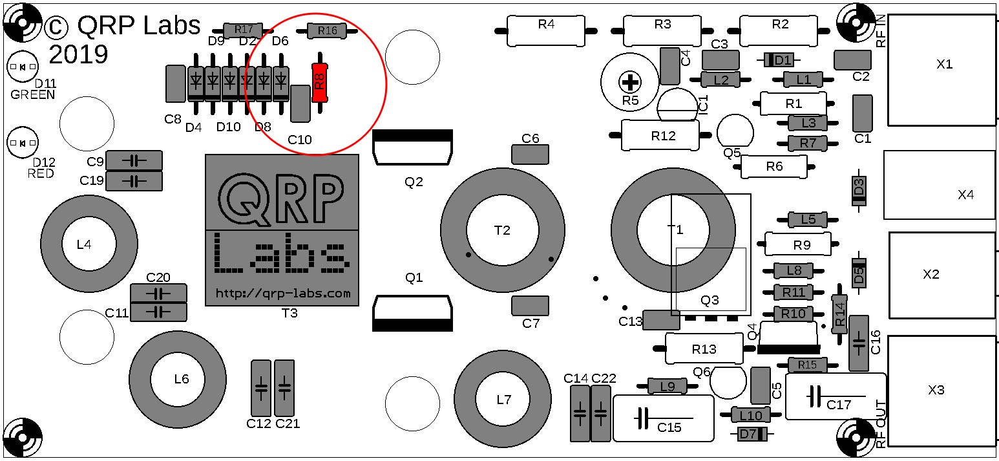 © QRP Labs
2019
R17
R16
R4
R3
R2
RF IN
D9
D2
D6
C4
C3
D1
C2
X1
D11
GREEN
R8
R5
L2
L1
IC1
R1
C8
D4
D10
D8
C10
R12
Q5
L3
R7
C1
D12
RED
C9
C19
Q2
C6
R6
D3
X4
QRP
Labs
http://qrp-labs.com
T3
L4
T2
T1
L5
R9
C20
C11
Q1
C7
C13
Q3
L8
R11
R10
D5
X2
R14
Q4
C16
R13
R15
L6
C12
C21
L7
C14
C22
L9
Q6
C5
C15
L10
D7
C17
RF OUT
X3